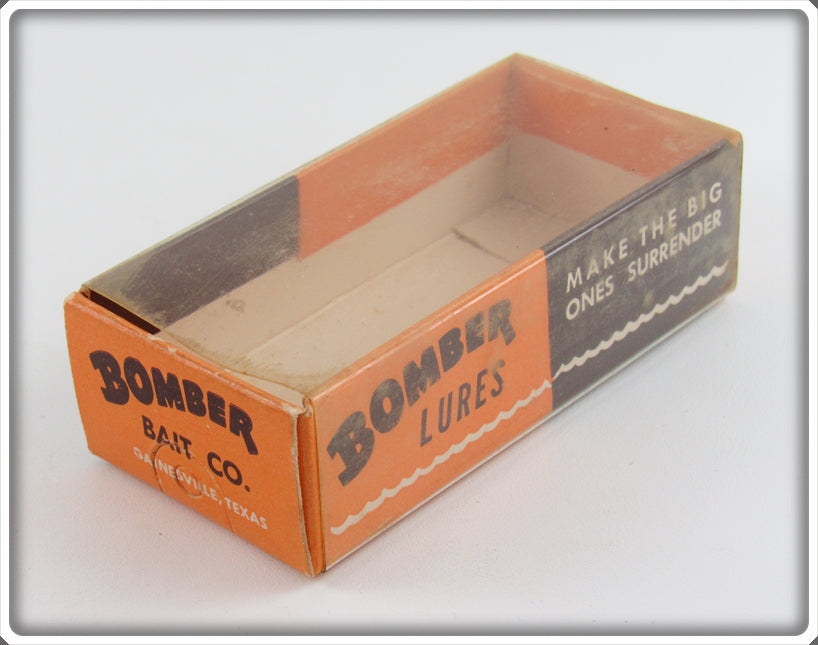 BOMBER
BAIT CO.
GAINESVILLE, TEXAS
BOMBER
LURES
MAKE THE BIG
ONES SURRENDER